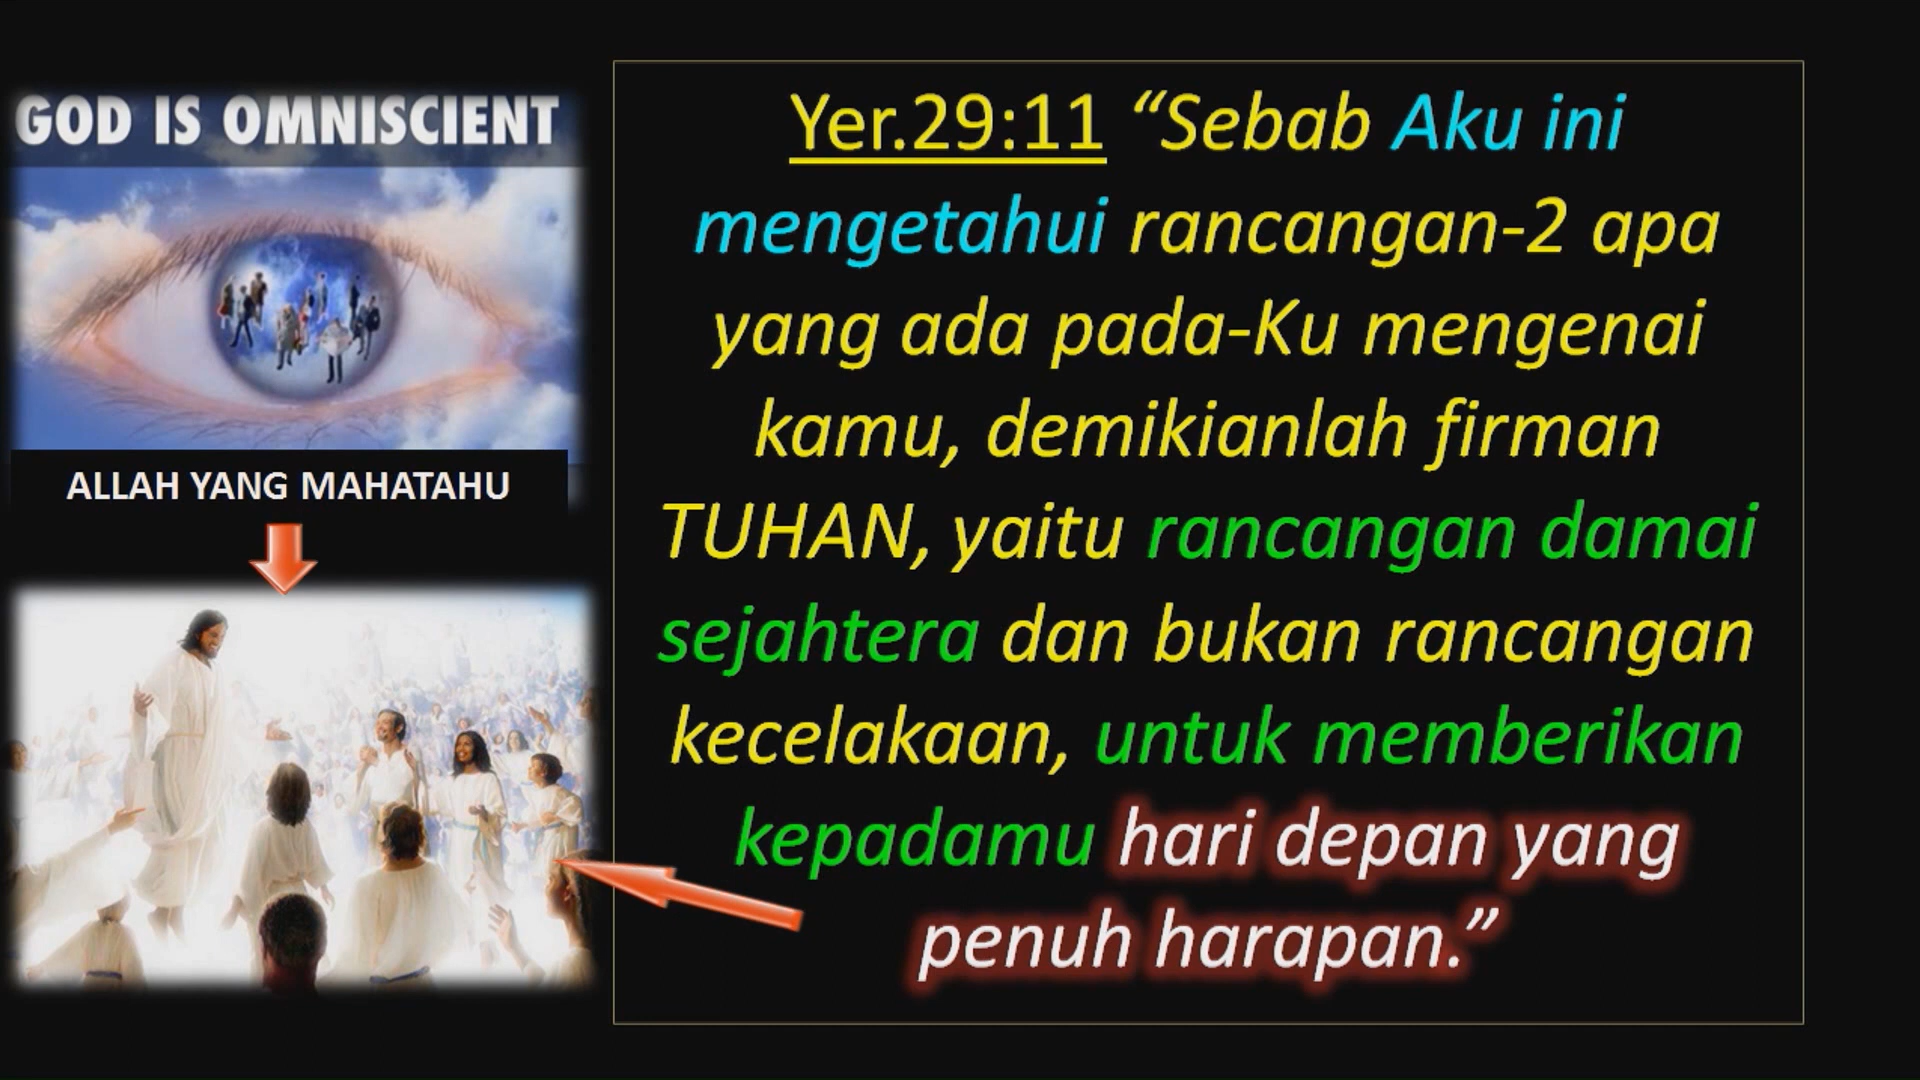 GOD IS OMNISCIENT
ALLAH YANG MAHATAHU
Yer.29:11 “Sebab Aku ini
mengetahui rancangan-2 apa
yang ada pada-Ku mengenai
kamu, demikianlah firman
TUHAN, yaitu rancangan damai
sejahtera dan bukan rancangan
kecelakaan, untuk memberikan
kepadamu hari depan yang
penuh harapan.”